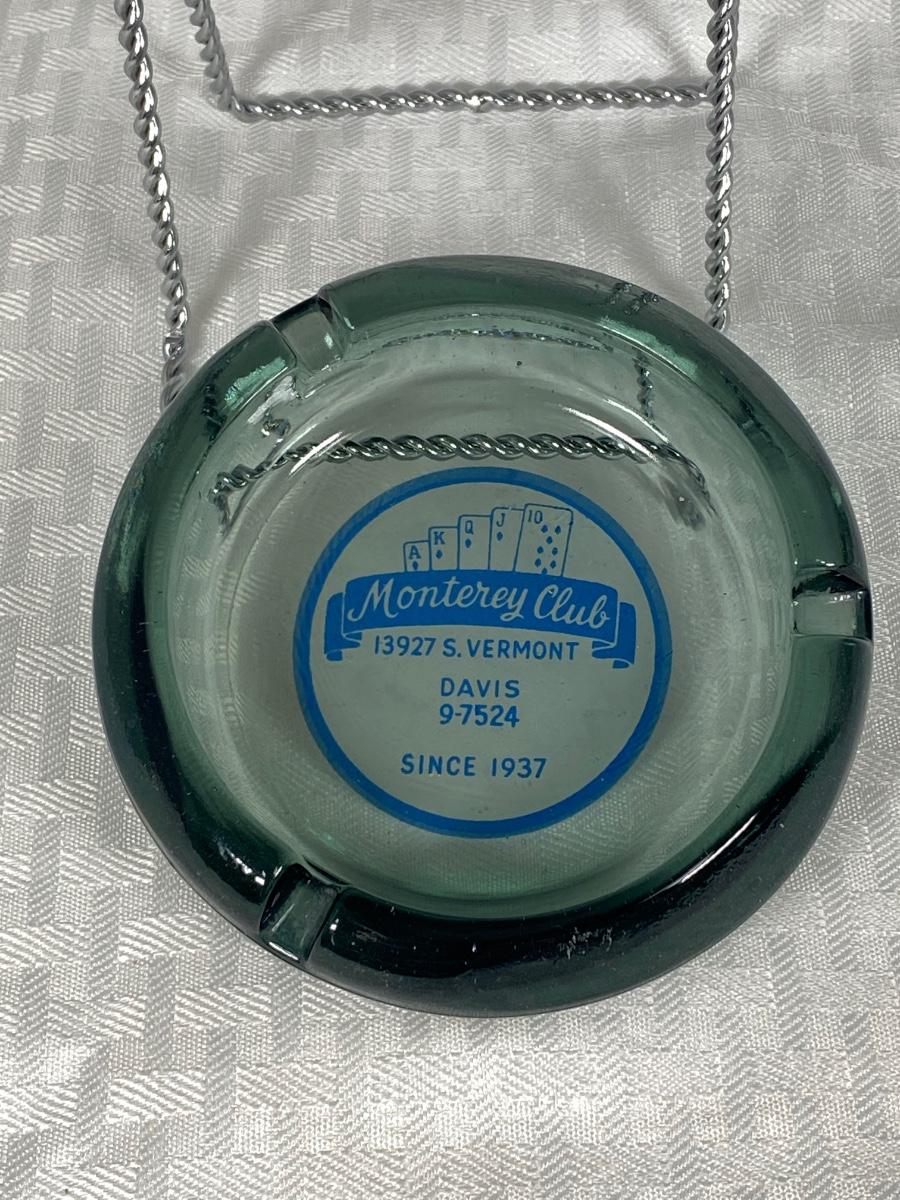 A K Q J 10
Monterey Club
13927 S. VERMONT
DAVIS
9-7524
SINCE 1937